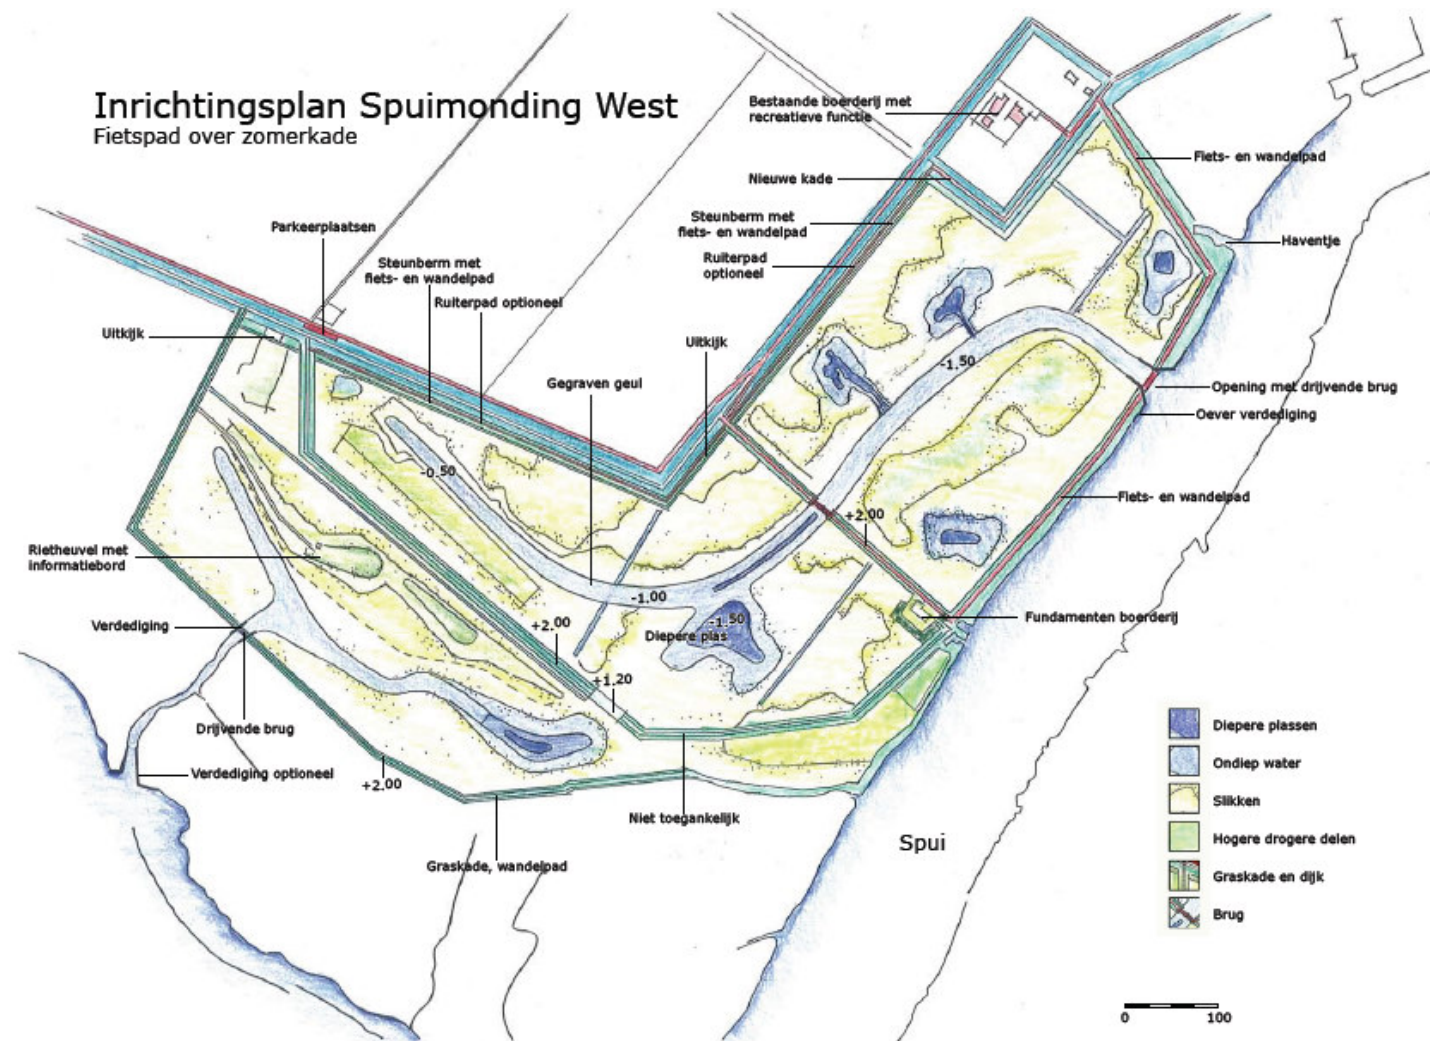 Inrichtingsplan Spuimonding West
Fietspad over zomerkade
Bestaande boerderij met
recreatieve functie
Fiets- en wandelpad
Nieuwe kade
Steunberm met
fiets- en wandelpad
Ruiterpad
optioneel
Haventje
Parkeerplaatsen
Steunberm met
fiets- en wandelpad
Ruiterpad optioneel
Uitkijk
Uitkijk
Gegraven geul
-1.50
Opening met drijvende brug
Oever verdediging
-0.50
Fiets- en wandelpad
+2.00
Rietheuvel met
informatiebord
-1.00
Verdediging
+2.00
-1.50
Diepere plas
Fundamenten boerderij
+1.20
Drijvende brug
Verdediging optioneel
+2.00
Niet toegankelijk
Graskade, wandelpad
Spui
Diepere plassen
Ondiep water
Slikken
Hogere drogere delen
Graskade en dijk
Brug
0 100